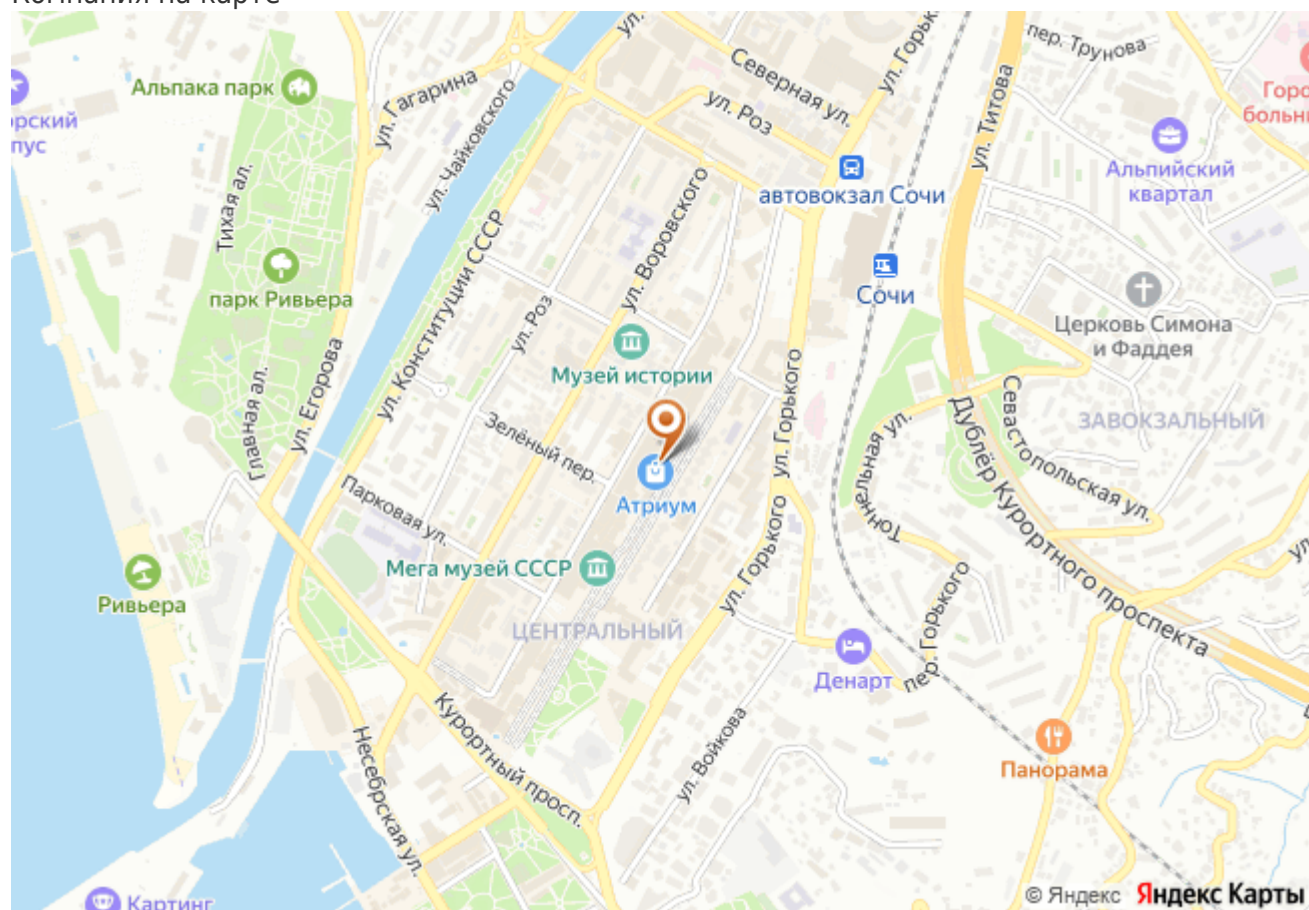 Компания на карте
ул. Горького
пер. Трунова
Северная ул.
Альпака парк
ул. Гагарина
ул. Роз
ул. Титова
ул. Чайковского
Альпийский
квартал
автовокзал Сочи
Тихая ал.
ул. Воровского
ул. Конституции СССР
парк Ривьера
Сочи
ул. Роз
Церковь Симона
и Фаддея
Музей истории
ул. Егорова
Главная ал.
ул. Горького
Севастопольская ул.
ЗАВОКЗАЛЬНЫЙ
Зелёный пер.
Тоннельная ул.
Дублёр Курортного проспекта
Атриум
Парковая ул.
ул. Горького
Мега музей СССР
Ривьера
ЦЕНТРАЛЬНЫЙ
пер. Горького
Денарт
Курортный просп.
ул. Войкова
Несебрская ул.
Панорама
Картинг
© Яндекс Яндекс Карты